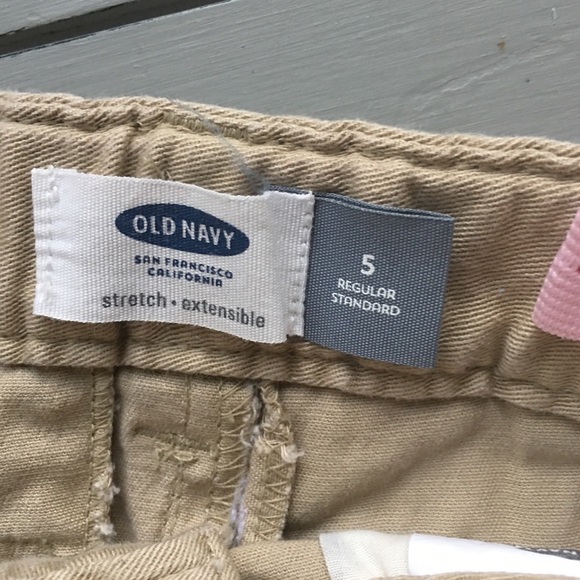 OLD NAVY
SAN FRANCISCO
CALIFORNIA
stretch • extensible
5
REGULAR
STANDARD